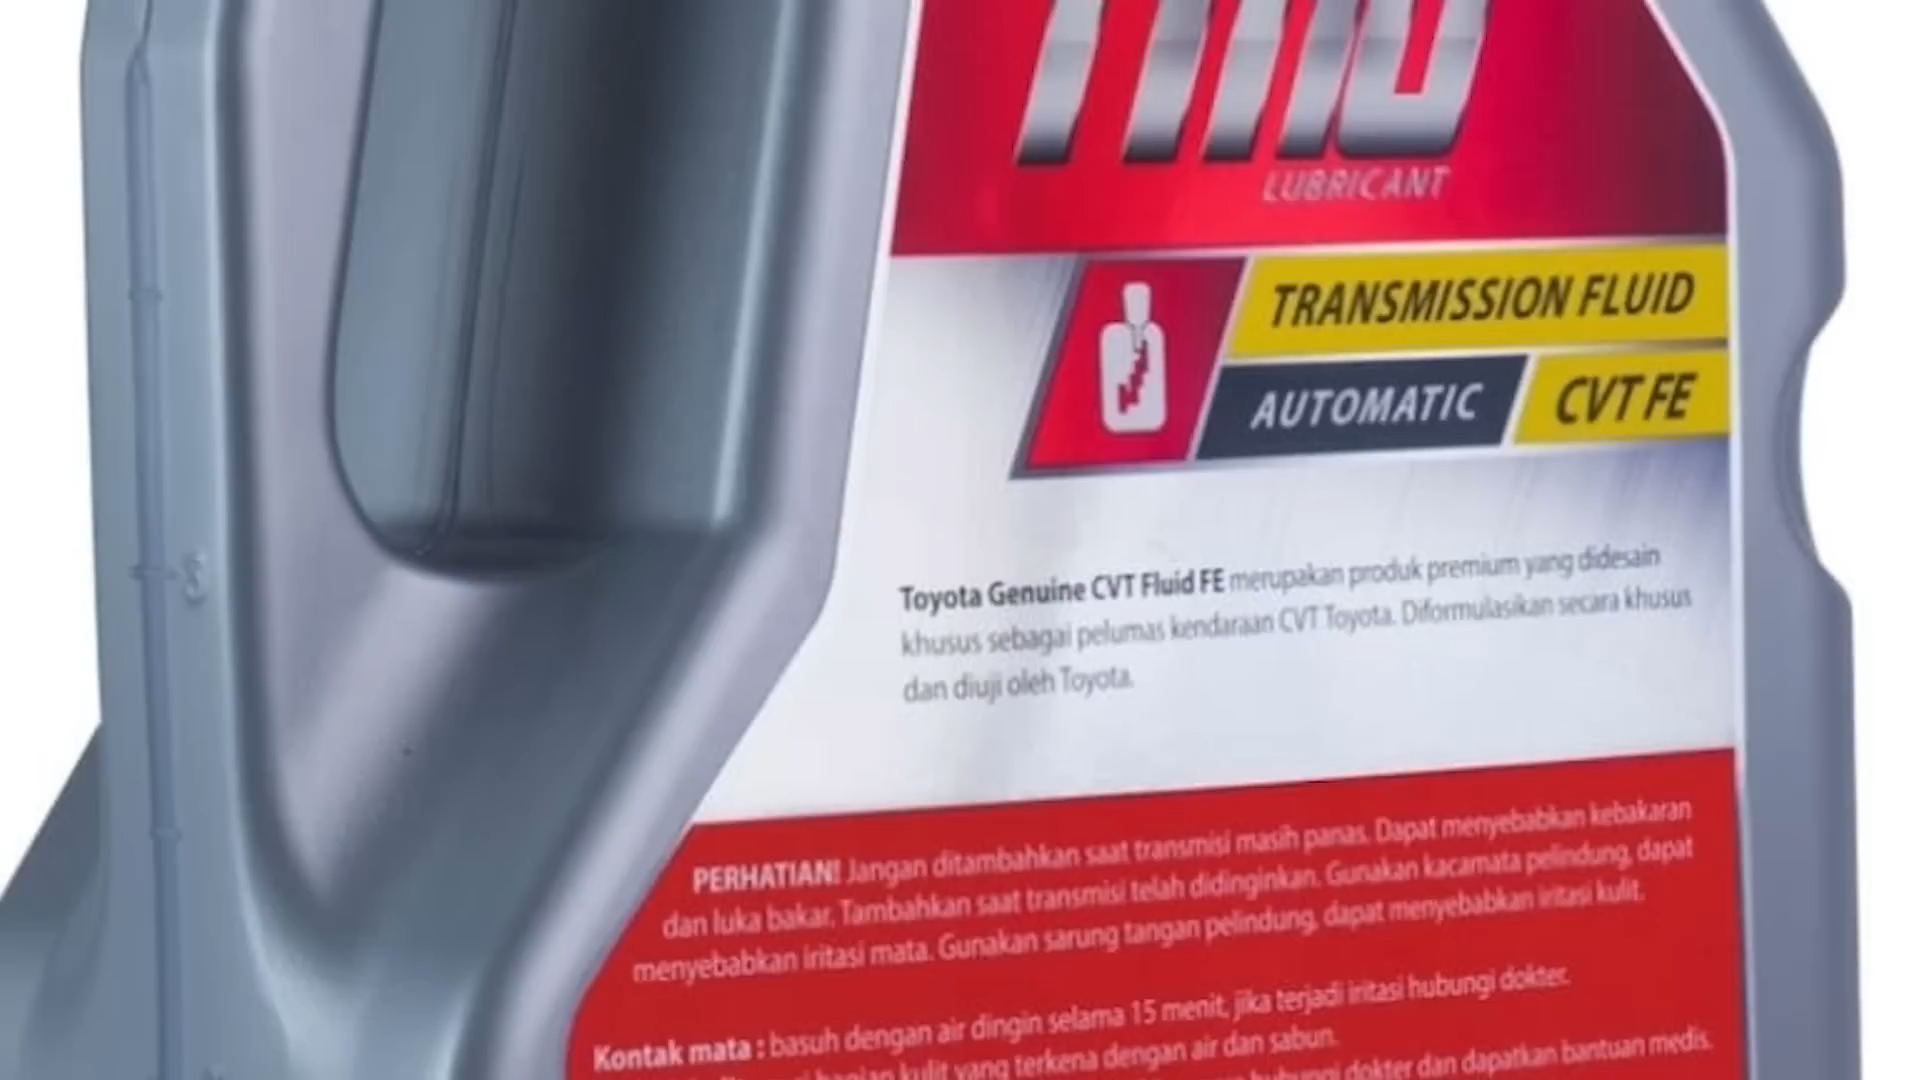 LUBRICANT
TRANSMISSION FLUID
AUTOMATIC CVT FE
Toyota Genuine CVT Fluid FE merupakan produk premium yang didesain
khusus sebagai pelumas kendaraan CVT Toyota. Diformulasikan secara khusus
dan diuji oleh Toyota.
PERHATIAN! Jangan ditambahkan saat transmisi masih panas. Dapat menyebabkan kebakaran
dan luka bakar. Tambahkan saat transmisi telah didinginkan. Gunakan kacamata pelindung, dapat
menyebabkan iritasi mata. Gunakan sarung tangan pelindung, dapat menyebabkan iritasi kulit.
Kontak mata : basuh dengan air dingin selama 15 menit, jika terjadi iritasi hubungi dokter.
bagian kulit yang terkena dengan air dan sabun.
hubungi dokter dan dapatkan bantuan medis.